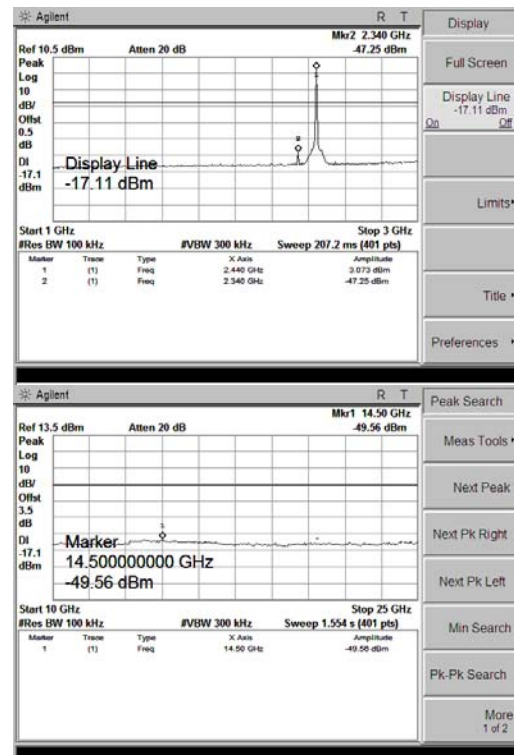 Agilent R T
Mkr2 2.340 GHz
Ref 10.5 dBm Atten 20 dB -47.25 dBm
Peak
Log
10
dB/
Offst
0.5
dB
DI
-17.1
dBm
1
2
Display Line
-17.11 dBm
Start 1 GHz Stop 3 GHz
#Res BW 100 kHz #VBW 300 kHz Sweep 207.2 ms (401 pts)
Marker Trace Type X Axis Amplitude
1 (1) Freq 2.440 GHz 3.073 dBm
2 (1) Freq 2.340 GHz -47.25 dBm
Display
Full Screen
Display Line
-17.11 dBm
On Off
Limits
Title
Preferences
Agilent R T
Mkr1 14.50 GHz
Ref 13.5 dBm Atten 20 dB -49.56 dBm
Peak
Log
10
dB/
Offst
3.5
dB
DI
-17.1
dBm
1
Marker
14.500000000 GHz
-49.56 dBm
Start 10 GHz Stop 25 GHz
#Res BW 100 kHz #VBW 300 kHz Sweep 1.554 s (401 pts)
Marker Trace Type X Axis Amplitude
1 (1) Freq 14.50 GHz -49.56 dBm
Peak Search
Meas Tools
Next Peak
Next Pk Right
Next Pk Left
Min Search
Pk-Pk Search
More
1 of 2